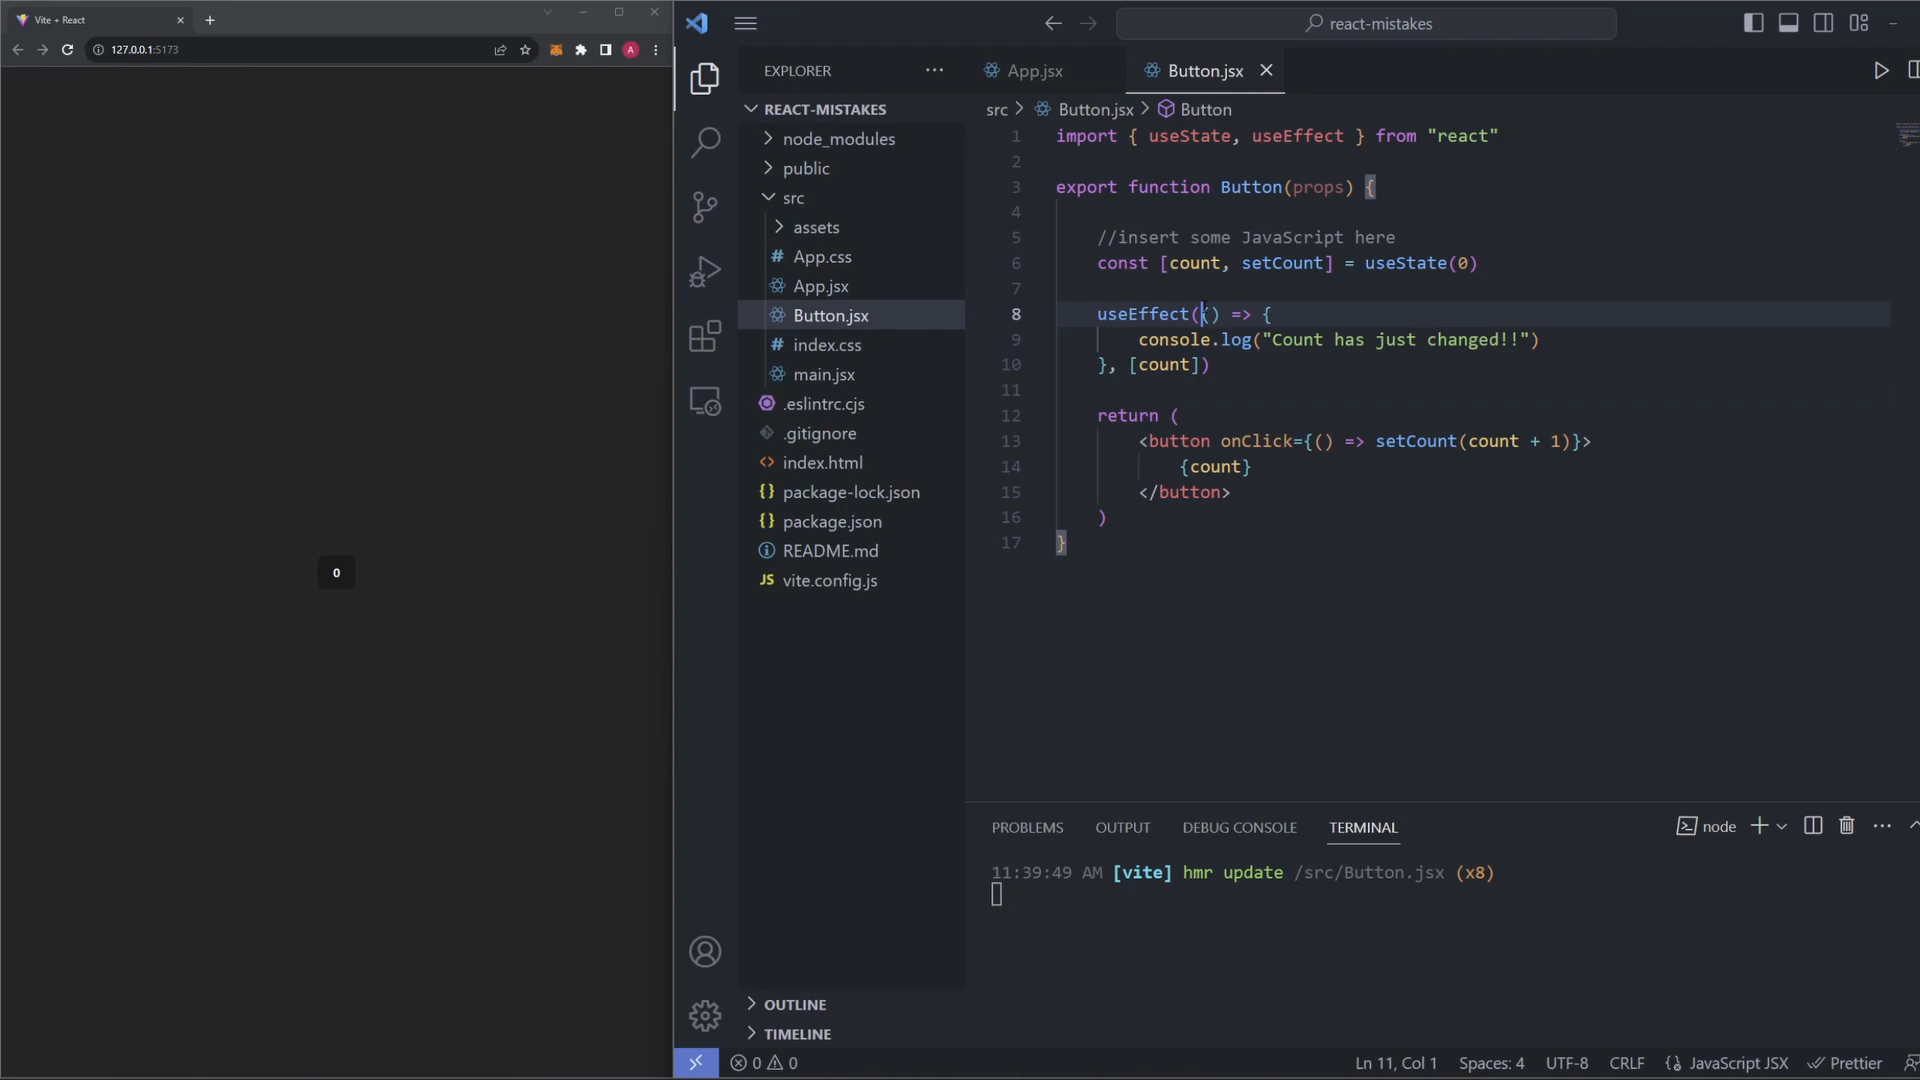 Vite + React
127.0.0.1:5173
A
0
react-mistakes
EXPLORER
REACT-MISTAKES
node_modules
public
src
assets
# App.css
App.jsx
Button.jsx
# index.css
main.jsx
.eslintrc.cjs
.gitignore
<> index.html
{} package-lock.json
{} package.json
README.md
JS vite.config.js
OUTLINE
TIMELINE
App.jsx
Button.jsx
src > Button.jsx > Button
1 import { useState, useEffect } from "react"
2
3 export function Button(props) {
4
5 //insert some JavaScript here
6 const [count, setCount] = useState(0)
7
8 useEffect(() => {
9 console.log("Count has just changed!!")
10 }, [count])
11
12 return (
13 <button onClick={() => setCount(count + 1)}>
14 {count}
15 </button>
16 )
17 }
PROBLEMS OUTPUT DEBUG CONSOLE TERMINAL
node
11:39:49 AM [vite] hmr update /src/Button.jsx (x8)
0 0
Ln 11, Col 1 Spaces: 4 UTF-8 CRLF {} JavaScript JSX Prettier